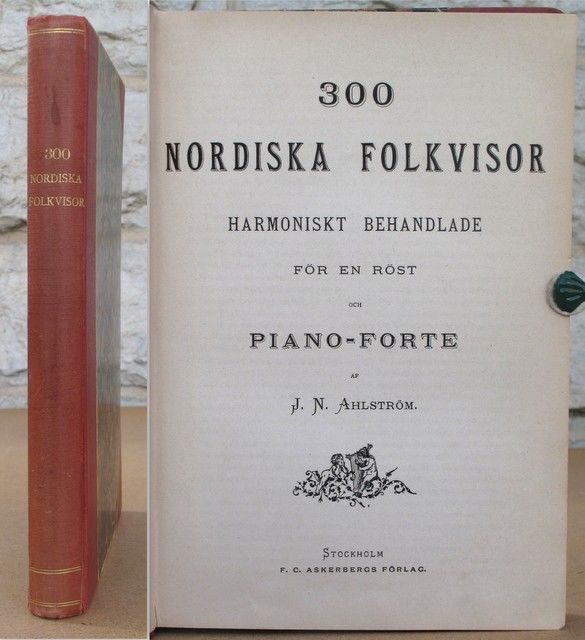 300
NORDISKA
FOLKVISOR
300
NORDISKA FOLKVISOR
HARMONISKT BEHANDLADE
FÖR EN RÖST
OCH
PIANO-FORTE
AF
J. N. AHLSTRÖM.
STOCKHOLM
F. C. ASKERBERGS FÖRLAG.